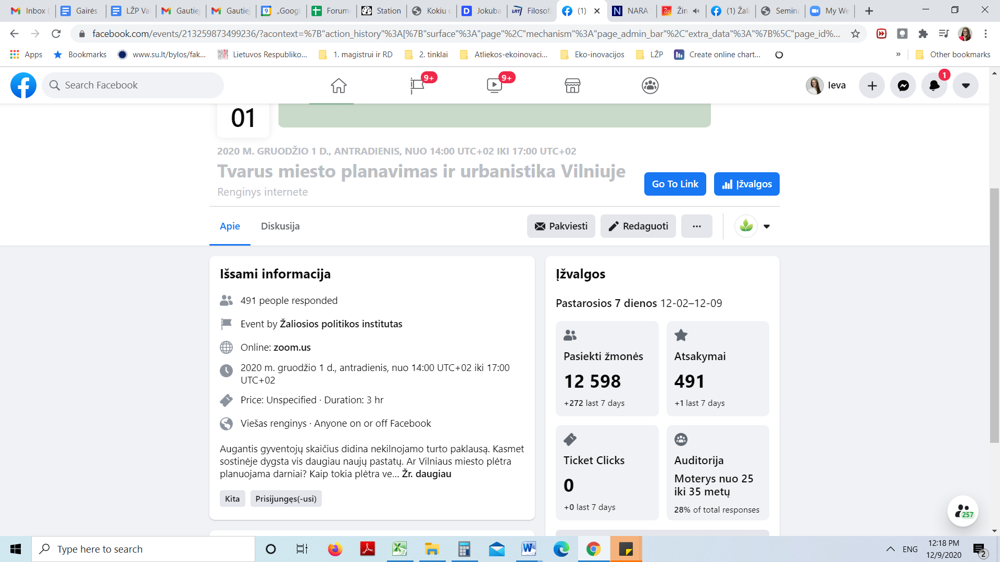 Inbox (
Gairės
LŽP Va
Gautiej
Gautiej
9 „Googl
Forum
Station
Kokiu
D Jokuba
LRT Filosof
(1)
N NARA
Žin
(1) Žali
Semina
My We
facebook.com/events/213259873499236/?acontext=%7B"action_history"%3A[%7B"surface"%3A"page"%2C"mechanism"%3A"page_admin_bar"%2C"extra_data"%3A"%7B%5C"page_id%...
Apps
Bookmarks
www.su.lt/bylos/fak...
Lietuvos Respubliko...
1. magistrui ir RD
2. tinklai
Atliekos-ekoinovaci...
Eko-inovacijos
LŽP
Create online chart...
»
Other bookmarks
Search Facebook
9+
9+
Ieva
1
01
2020 M. GRUODŽIO 1 D., ANTRADIENIS, NUO 14:00 UTC+02 IKI 17:00 UTC+02
Tvarus miesto planavimas ir urbanistika Vilniuje
Renginys internete
Go To Link
Įžvalgos
Apie
Diskusija
Pakviesti
Redaguoti
...
Išsami informacija
491 people responded
Event by Žaliosios politikos institutas
Online: zoom.us
2020 m. gruodžio 1 d., antradienis, nuo 14:00 UTC+02 iki 17:00
UTC+02
Price: Unspecified · Duration: 3 hr
Viešas renginys · Anyone on or off Facebook
Augantis gyventojų skaičius didina nekilnojamo turto paklausą. Kasmet
sostinėje dygsta vis daugiau naujų pastatų. Ar Vilniaus miesto plėtra
planuojama darniai? Kaip tokia plėtra ve... Žr. daugiau
Kita
Prisijungęs(-usi)
Įžvalgos
Pastarosios 7 dienos 12-02–12-09
Pasiekti žmonės
12 598
+272 last 7 days
Atsakymai
491
+1 last 7 days
Ticket Clicks
0
+0 last 7 days
Auditorija
Moterys nuo 25
iki 35 metų
28% of total responses
257
Type here to search
ENG
12:18 PM
12/9/2020
2